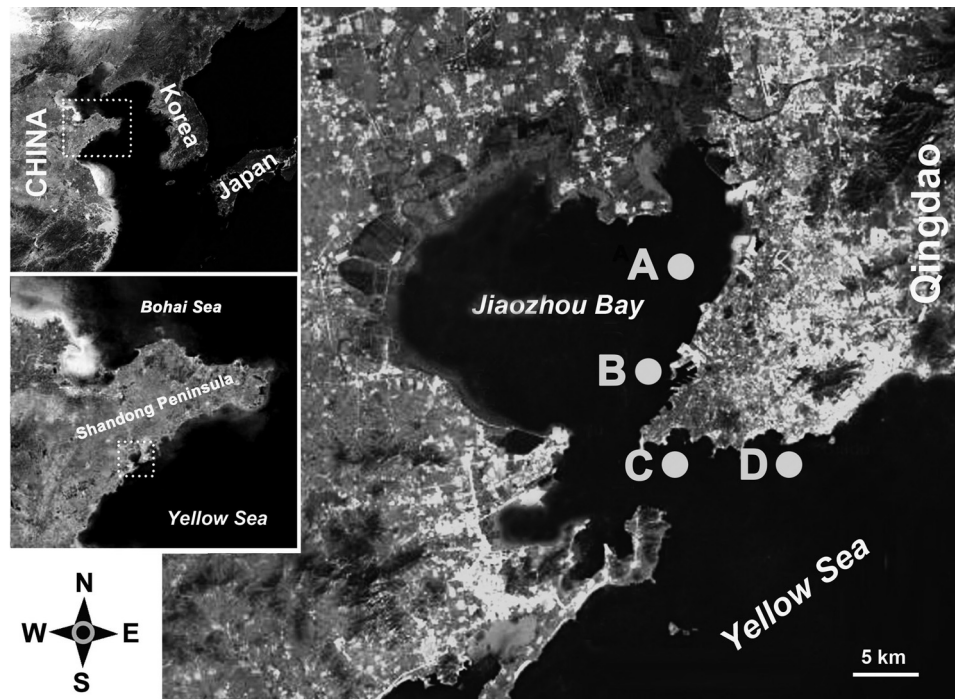 CHINA
Korea
Japan
Bohai Sea
Shandong Peninsula
Yellow Sea
N
W E
S
Qingdao
A
A
Jiaozhou Bay
B
C D
Yellow Sea
5 km